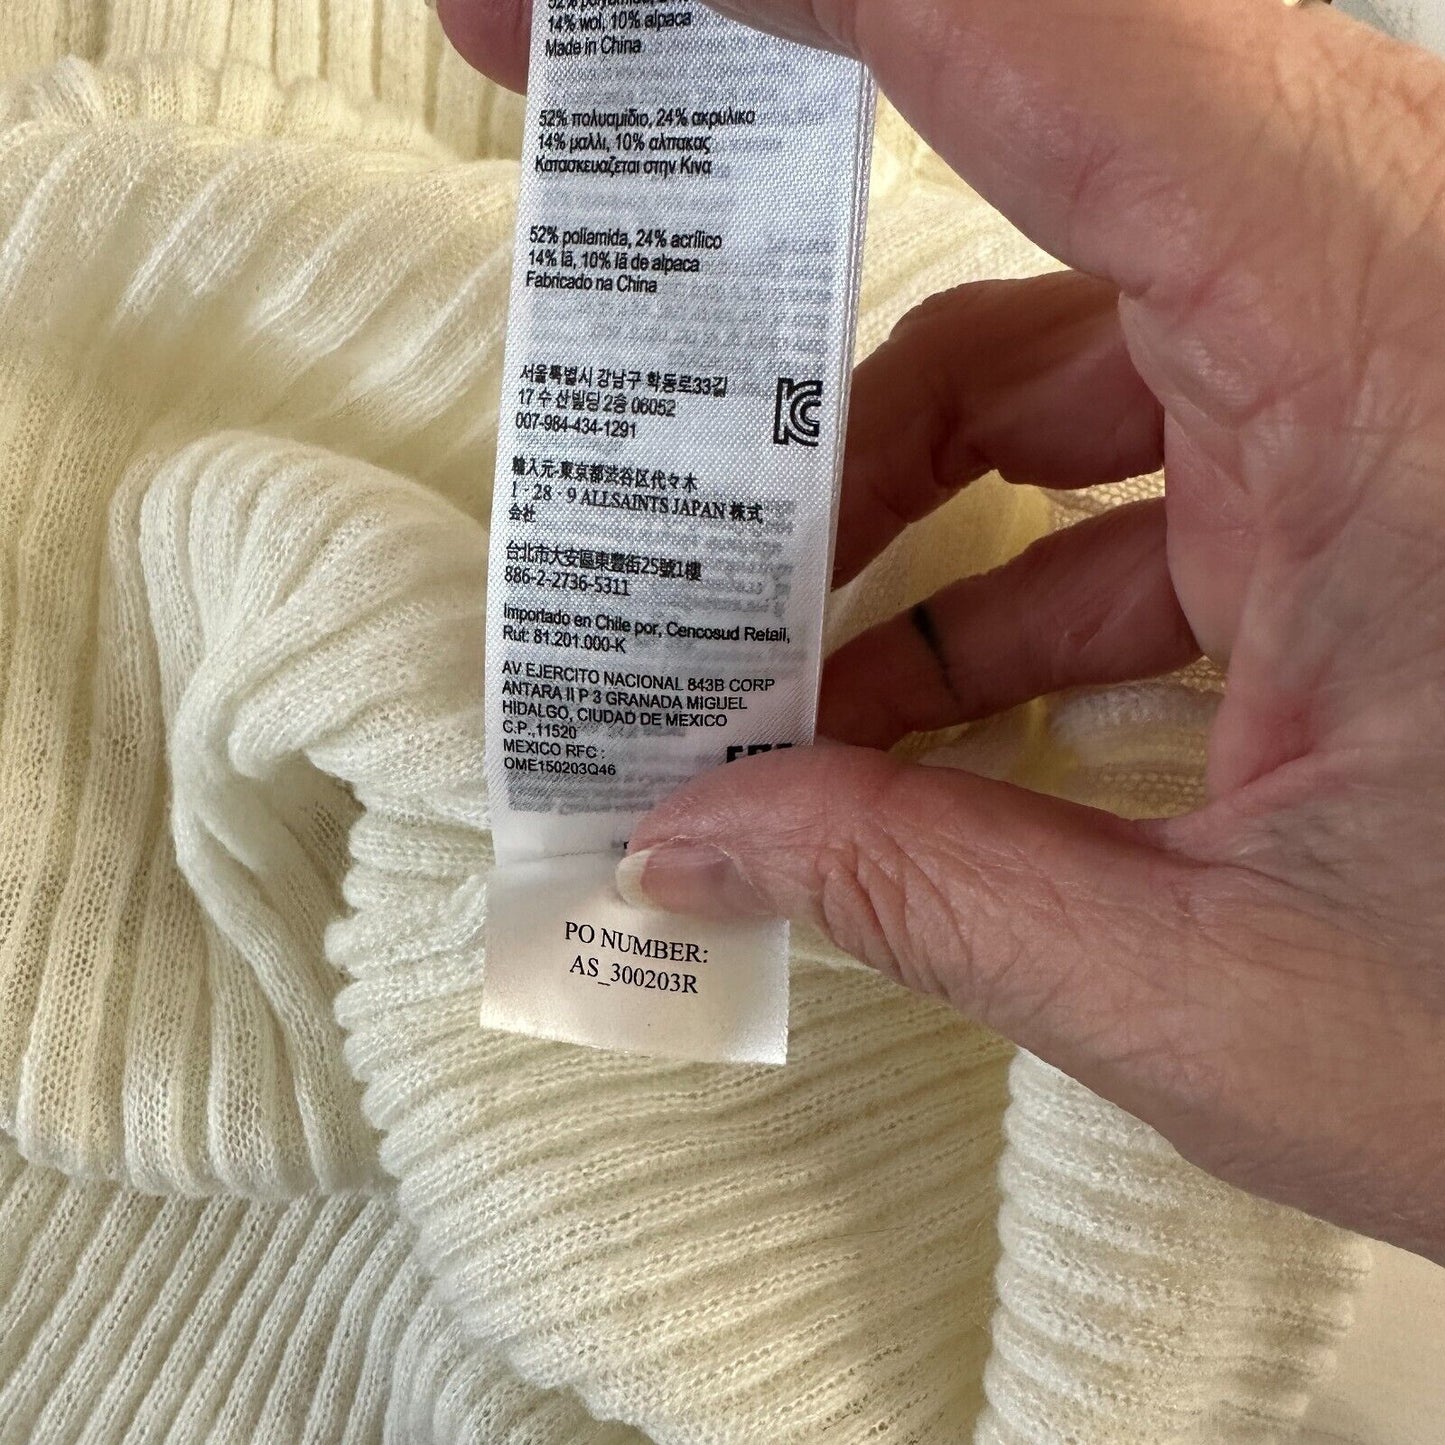 14% wol, 10% alpaca
Made in China
52% πολυαμίδιο, 24% ακρυλικο
14% μαλλι, 10% αλπακας
Κατασκευαζεται στην Κινα
52% poliamida, 24% acrílico
14% lã, 10% lã de alpaca
Fabricado na China
서울특별시 강남구 학동로33길
17 수 산빌딩 2층 06052
007-984-434-1291
輸入元-東京都渋谷区代々木
1 - 28 - 9 ALLSAINTS JAPAN 株式
会社
台北市大安區東豐街25號1樓
886-2-2736-5311
Importado en Chile por, Cencosud Retail,
Rut: 81.201.000-K
AV EJERCITO NACIONAL 843B CORP
ANTARA II P 3 GRANADA MIGUEL
HIDALGO, CIUDAD DE MEXICO
C.P.,11520
MEXICO RFC :
OME150203Q46
PO NUMBER:
AS_300203R